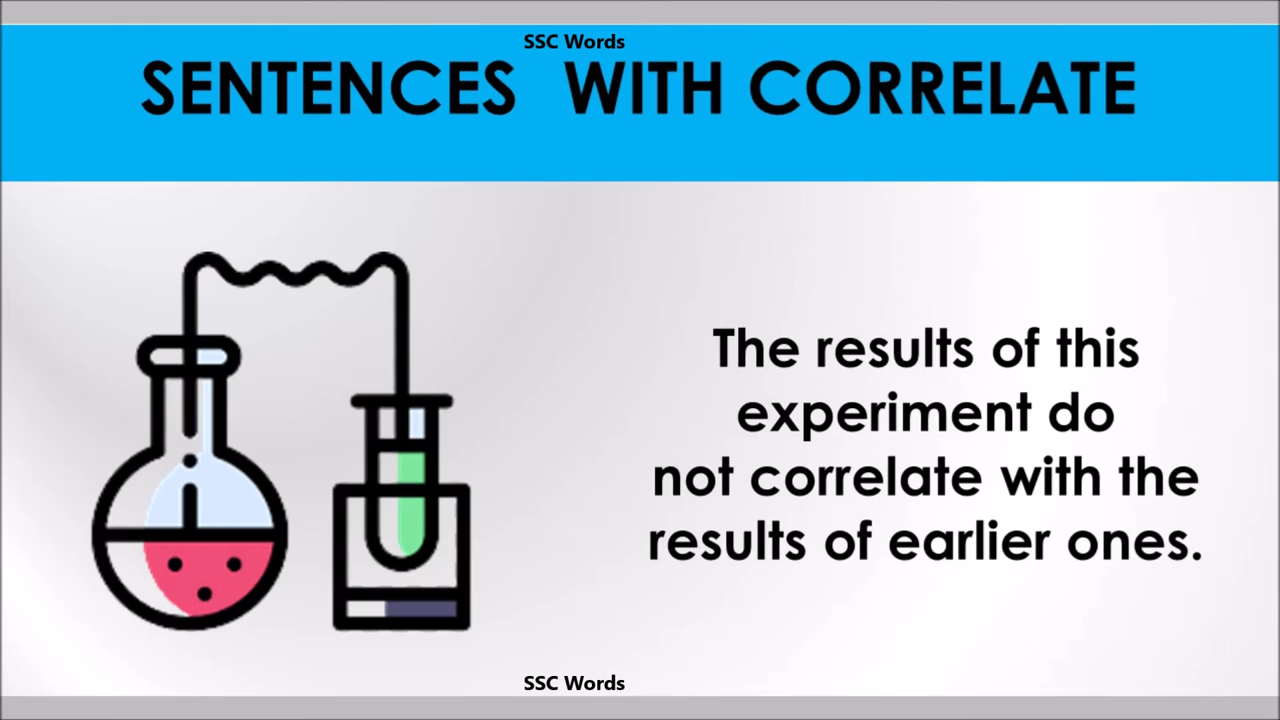 SSC Words
SENTENCES WITH CORRELATE
The results of this
experiment do
not correlate with the
results of earlier ones.
SSC Words